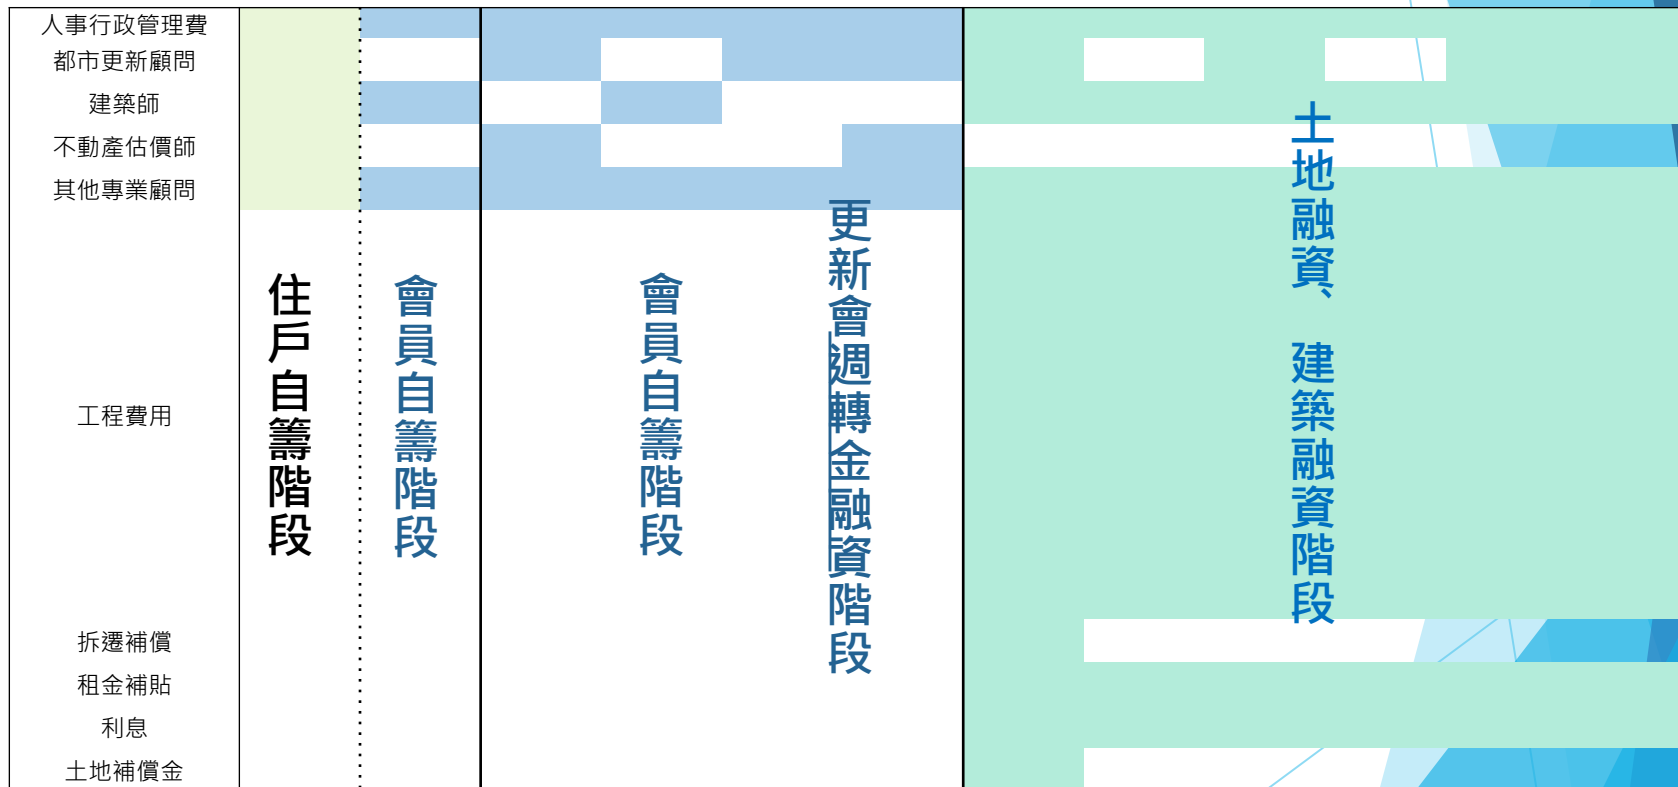 人事行政管理費
都市更新顧問
建築師
不動產估價師
其他專業顧問
工程費用
拆遷補償
租金補貼
利息
土地補償金
住戶自籌階段
會員自籌階段
會員自籌階段
更新會週轉金融資階段
土地融資、建築融資階段